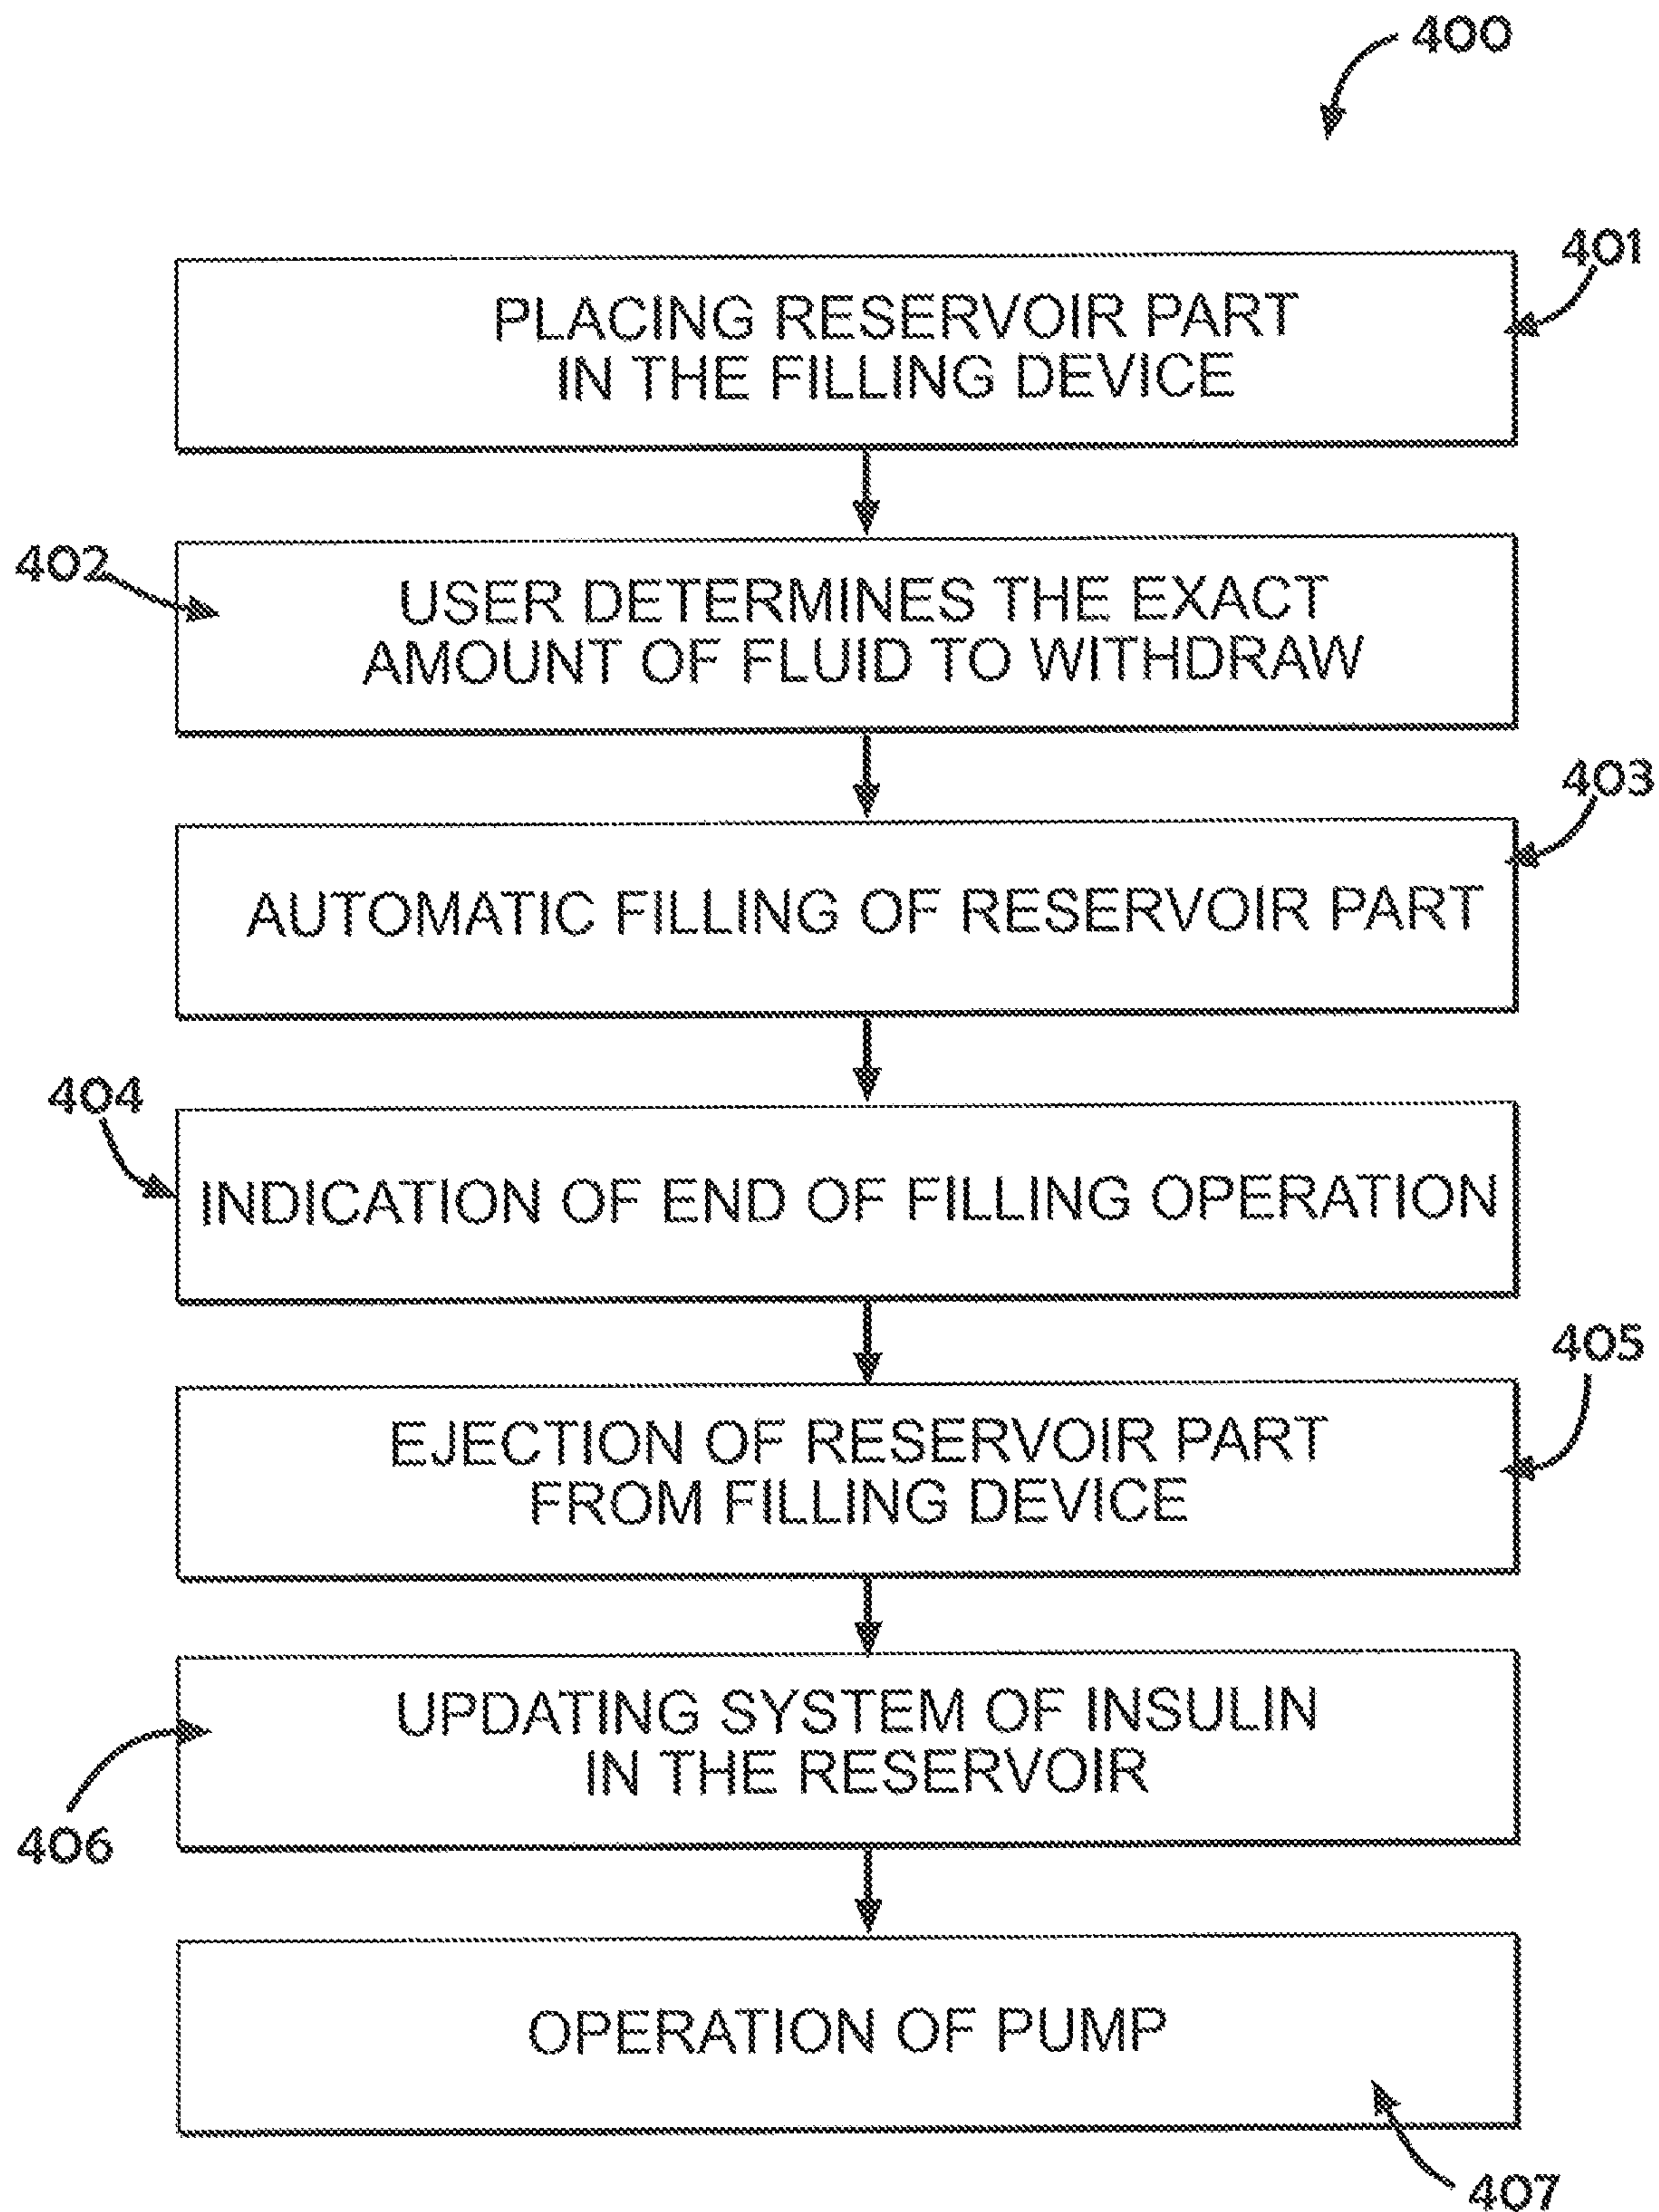 400
401
PLACING RESERVOIR PART
IN THE FILLING DEVICE
402
USER DETERMINES THE EXACT
AMOUNT OF FLUID TO WITHDRAW
403
AUTOMATIC FILLING OF RESERVOIR PART
404
INDICATION OF END OF FILLING OPERATION
405
EJECTION OF RESERVOIR PART
FROM FILLING DEVICE
UPDATING SYSTEM OF INSULIN
IN THE RESERVOIR
406
OPERATION OF PUMP
407